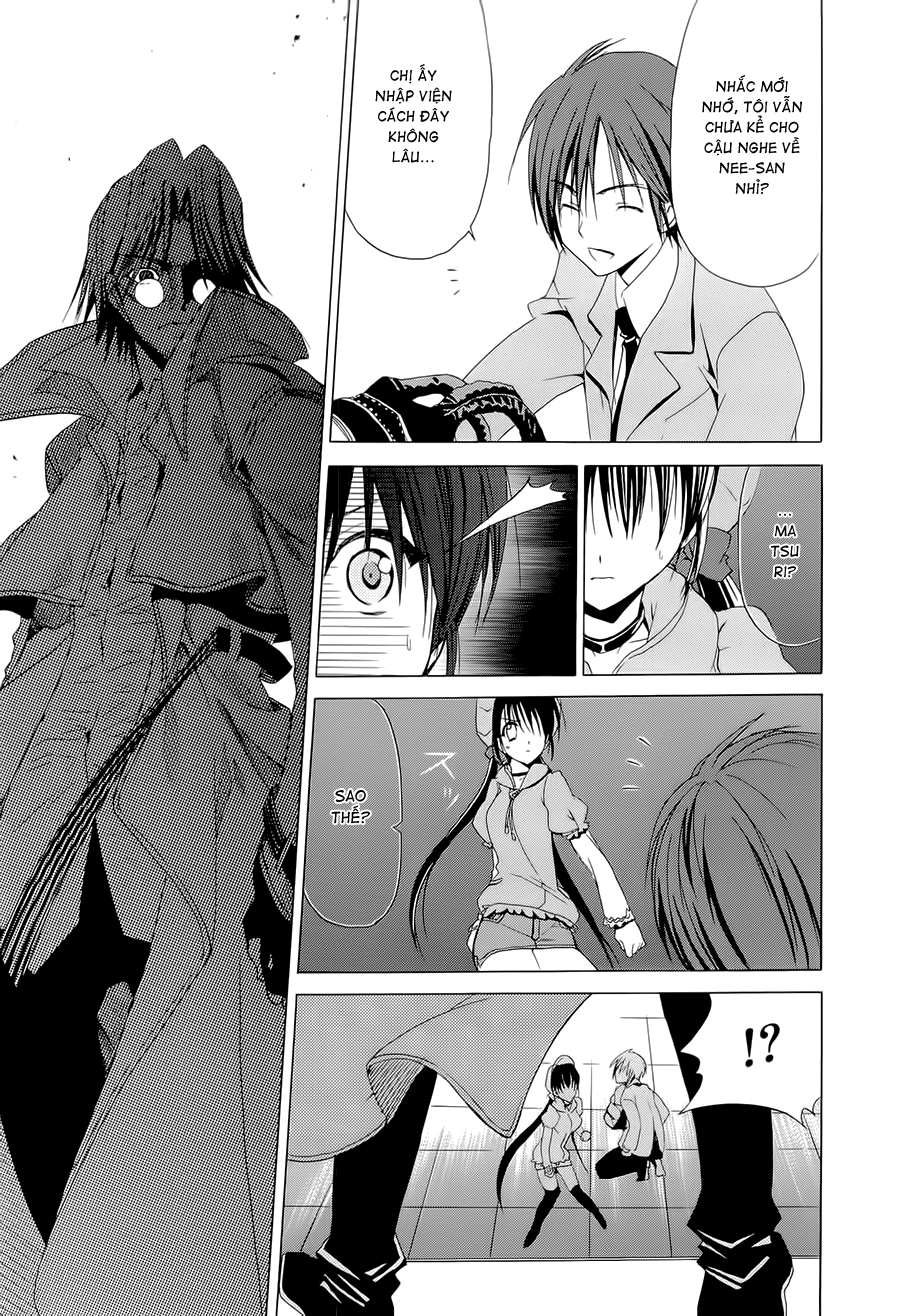 NHẮC MỚI
NHỚ, TÔI VẪN
CHƯA KỂ CHO
CẬU NGHE VỀ
NEE-SAN
NHỈ?
CHỊ ẤY
NHẬP VIỆN
CÁCH ĐÂY
KHÔNG
LÂU...
...
MA
TSU
RI?
SAO
THẾ?
ズ
!?